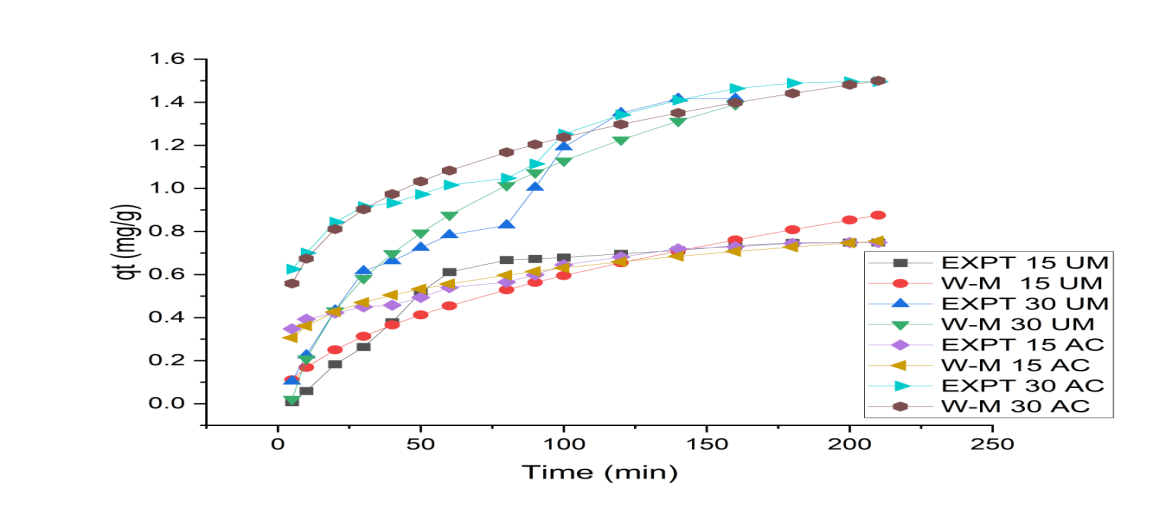 1.6
1.4
1.2
1.0
0.8
0.6
0.4
0.2
0.0
qt (mg/g)
0 50 100 150 200 250
Time (min)
EXPT 15 UM
W-M 15 UM
EXPT 30 UM
W-M 30 UM
EXPT 15 AC
W-M 15 AC
EXPT 30 AC
W-M 30 AC